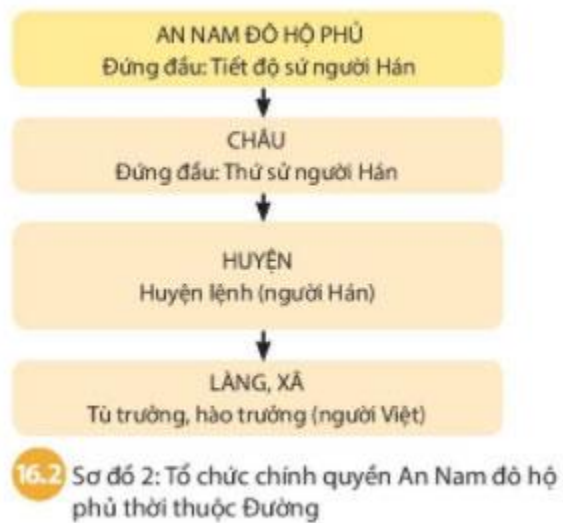 AN NAM ĐÔ HỘ PHỦ
Đứng đầu: Tiết độ sứ người Hán
CHÂU
Đứng đầu: Thứ sử người Hán
HUYỆN
Huyện lệnh (người Hán)
LÀNG, XÃ
Tù trưởng, hào trưởng (người Việt)
16.2 Sơ đồ 2: Tổ chức chính quyền An Nam đô hộ
phủ thời thuộc Đường